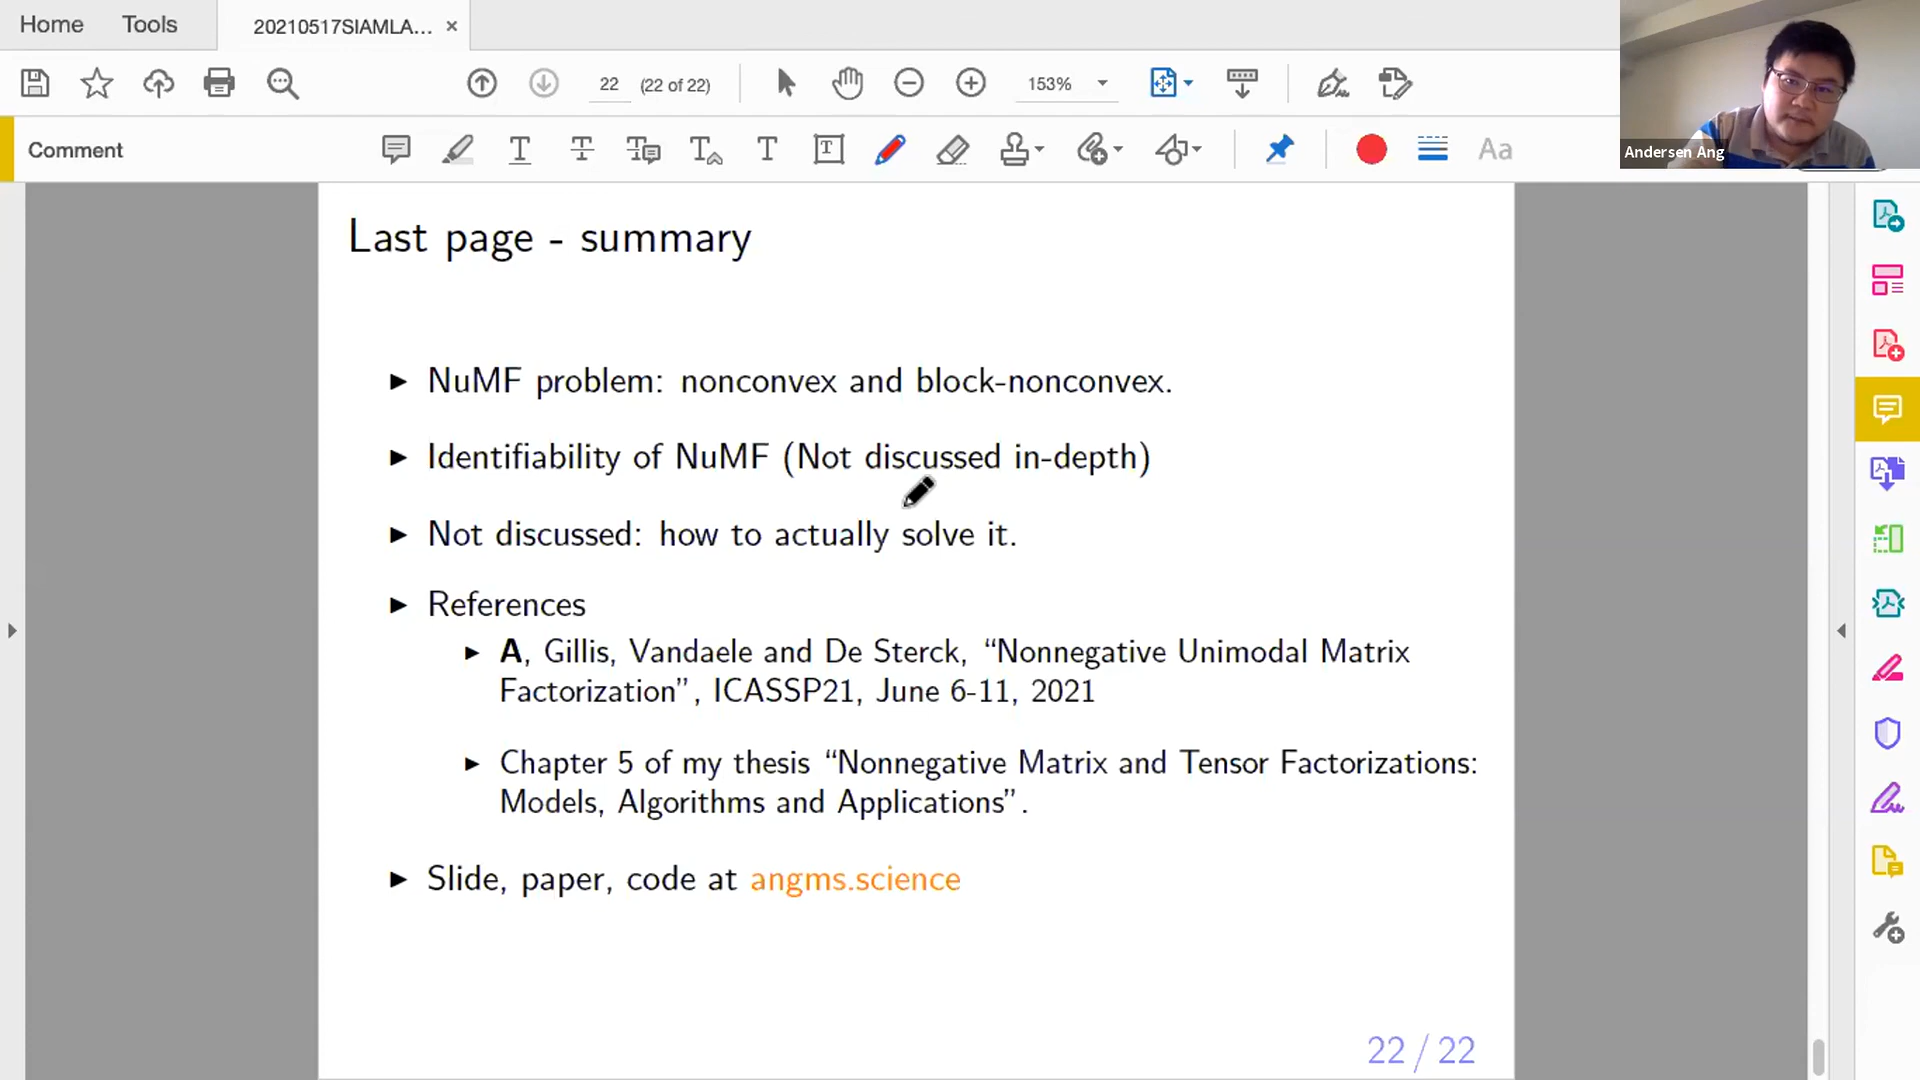 Home Tools 20210517SIAMLA... ×
22 (22 of 22) 153%
Comment Aa
Andersen Ang
Last page - summary
► NuMF problem: nonconvex and block-nonconvex.
► Identifiability of NuMF (Not discussed in-depth)
► Not discussed: how to actually solve it.
► References
► A, Gillis, Vandaele and De Sterck, “Nonnegative Unimodal Matrix
Factorization”, ICASSP21, June 6-11, 2021
► Chapter 5 of my thesis “Nonnegative Matrix and Tensor Factorizations:
Models, Algorithms and Applications”.
► Slide, paper, code at angms.science
22 / 22